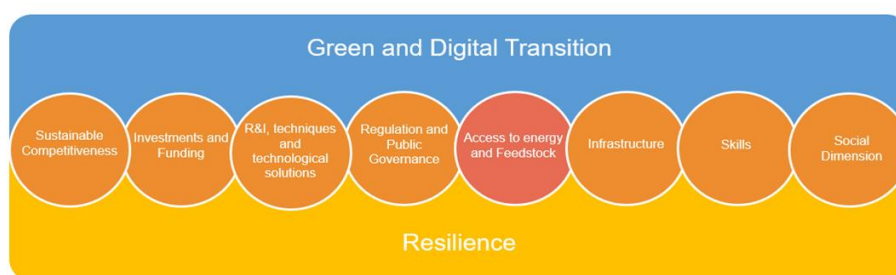 Green and Digital Transition
Sustainable
Competitiveness
Investments and
Funding
R&I, techniques
and
technological
solutions
Regulation and
Public
Governance
Access to energy
and Feedstock
Infrastructure
Skills
Social
Dimension
Resilience